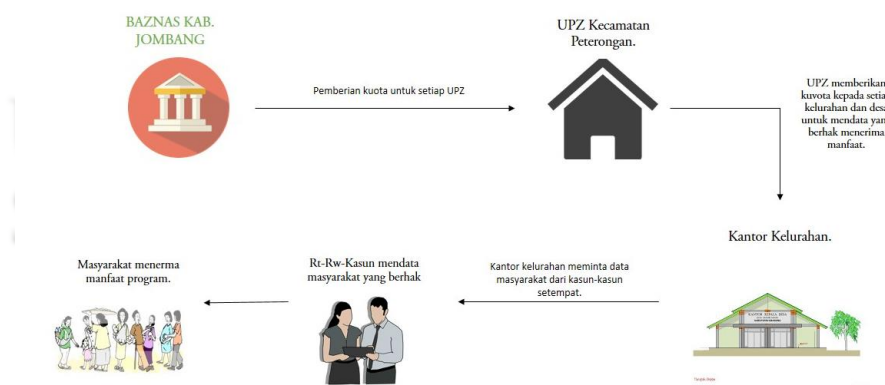 BAZNAS KAB.
JOMBANG
UPZ Kecamatan
Peterongan.
Pemberian kuota untuk setiap UPZ
UPZ memberikan
kuvota kepada setia
kelurahan dan desa
untuk mendata yan
berhak menerima
manfaat.
Kantor Kelurahan.
Kantor kelurahan meminta data
masyarakat dari kasun-kasun
setempat.
Rt-Rw-Kasun mendata
masyarakat yang berhak
Masyarakat menerma
manfaat program.